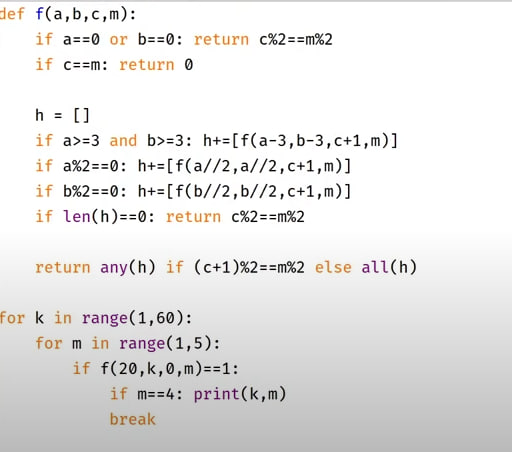 def f(a,b,c,m):
    if a==0 or b==0: return c%2==m%2
    if c==m: return 0

    h = []
    if a>=3 and b>=3: h+=[f(a-3,b-3,c+1,m)]
    if a%2==0: h+=[f(a//2,a//2,c+1,m)]
    if b%2==0: h+=[f(b//2,b//2,c+1,m)]
    if len(h)==0: return c%2==m%2

    return any(h) if (c+1)%2==m%2 else all(h)

for k in range(1,60):
    for m in range(1,5):
        if f(20,k,0,m)==1:
            if m==4: print(k,m)
            break